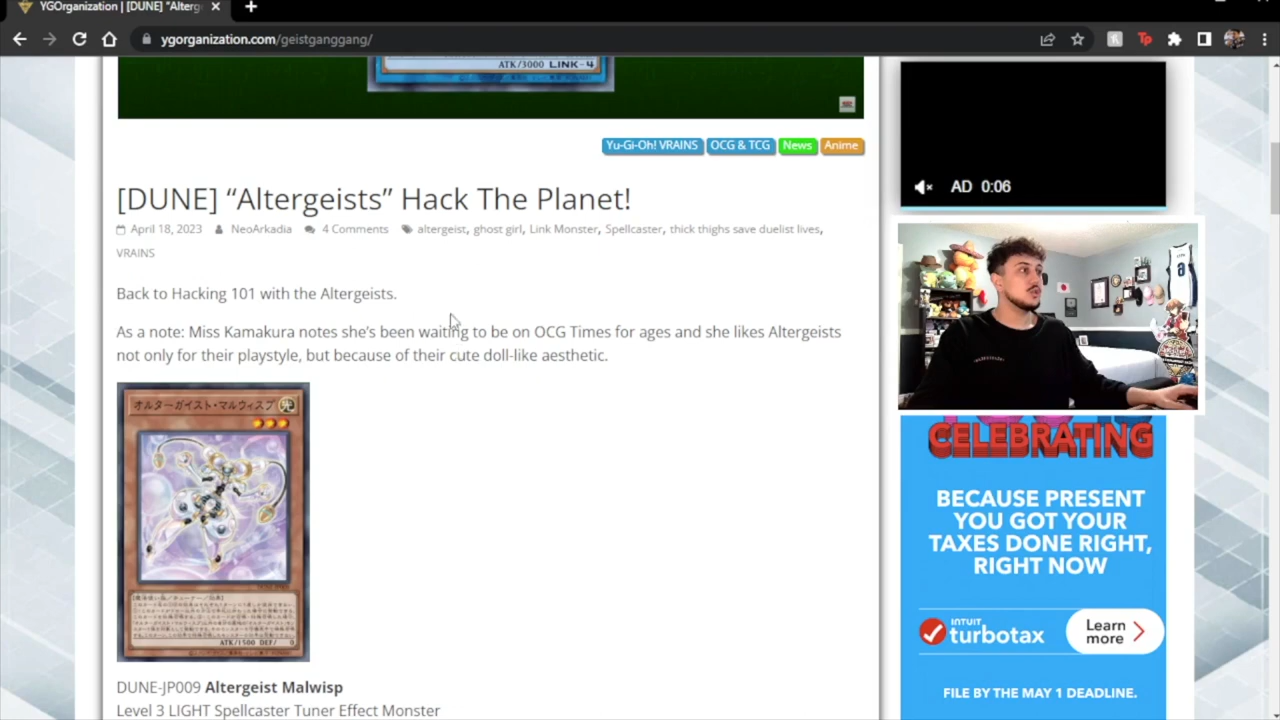 YGOrganization | [DUNE] "Alterg
ygorganization.com/geistganggang/
ATK/3000 LINK-4
Yu-Gi-Oh! VRAINS OCG & TCG News Anime
AD 0:06
[DUNE] “Altergeists” Hack The Planet!
April 18, 2023 NeoArkadia 4 Comments altergeist, ghost girl, Link Monster, Spellcaster, thick thighs save duelist lives,
VRAINS
Back to Hacking 101 with the Altergeists.
As a note: Miss Kamakura notes she's been waiting to be on OCG Times for ages and she likes Altergeists
not only for their playstyle, but because of their cute doll-like aesthetic.
オルターガイスト・マルウィスプ
ATK/1500 DEF/ 0
DUNE-JP009 Altergeist Malwisp
Level 3 LIGHT Spellcaster Tuner Effect Monster
CELEBRATING
BECAUSE PRESENT
YOU GOT YOUR
TAXES DONE RIGHT,
RIGHT NOW
INTUIT
turbotax
Learn
more
FILE BY THE MAY 1 DEADLINE.